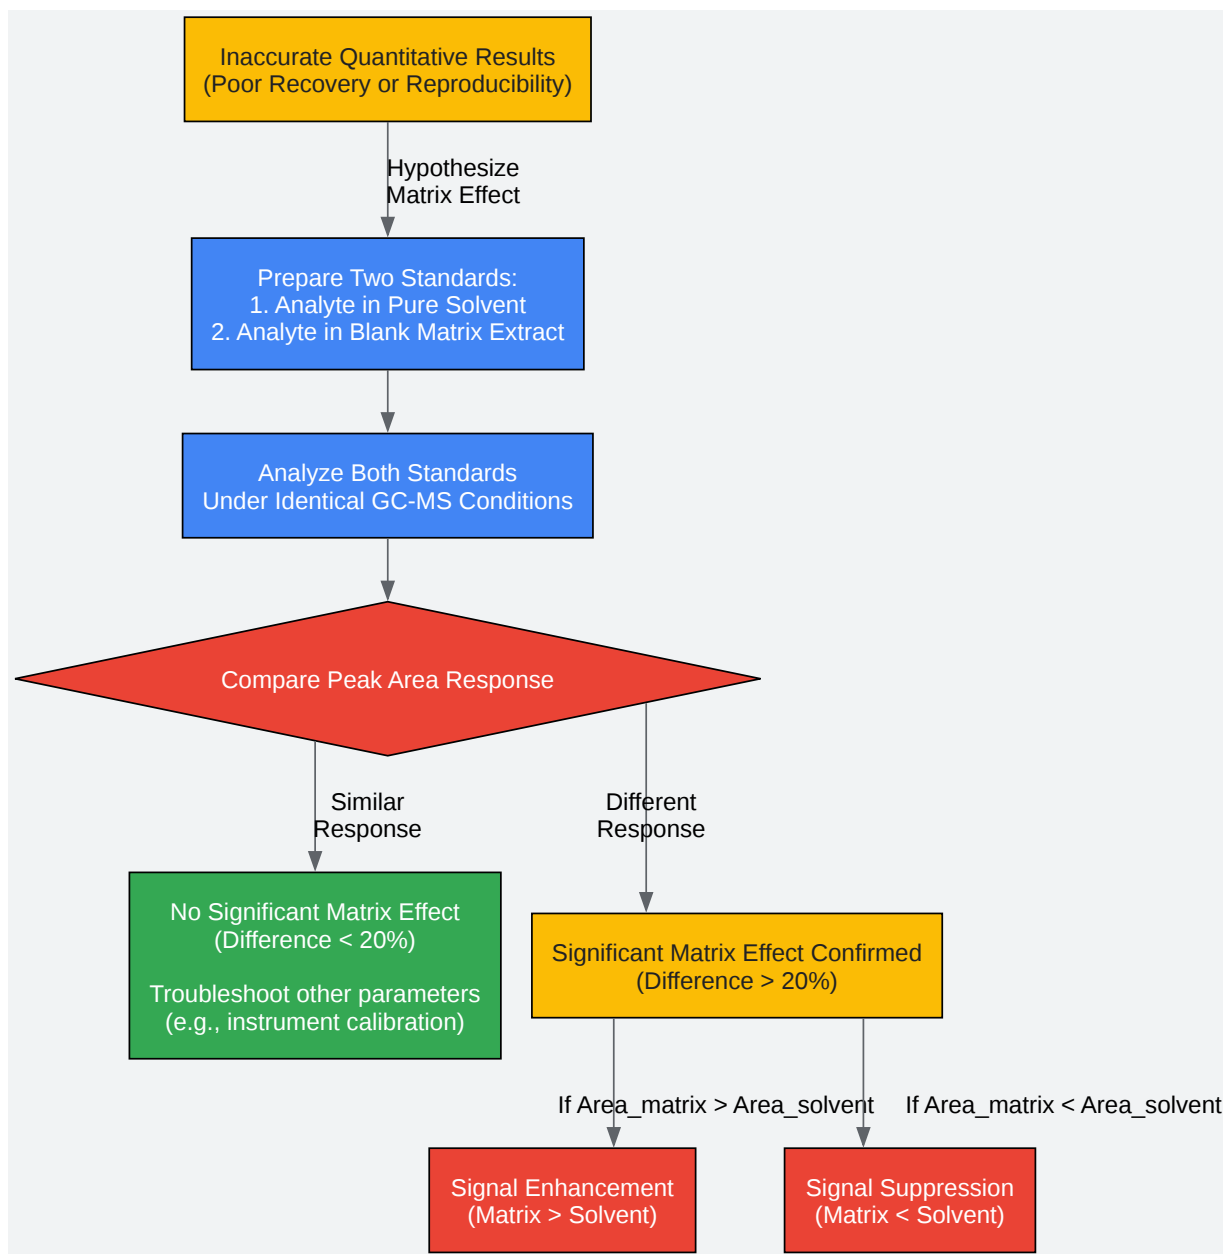 Inaccurate Quantitative Results
(Poor Recovery or Reproducibility)
Hypothesize
Matrix Effect
Prepare Two Standards:
1. Analyte in Pure Solvent
2. Analyte in Blank Matrix Extract
Analyze Both Standards
Under Identical GC-MS Conditions
Compare Peak Area Response
Similar
Response
Different
Response
No Significant Matrix Effect
(Difference < 20%)
Troubleshoot other parameters
(e.g., instrument calibration)
Significant Matrix Effect Confirmed
(Difference > 20%)
If Area_matrix > Area_solvent
If Area_matrix < Area_solvent
Signal Enhancement
(Matrix > Solvent)
Signal Suppression
(Matrix < Solvent)